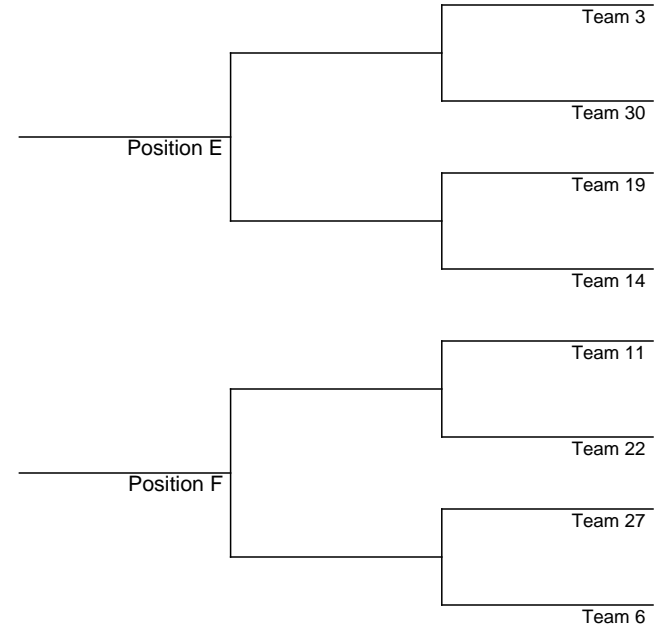 Team 3
Team 30
Position E
Team 19
Team 14
Team 11
Team 22
Position F
Team 27
Team 6